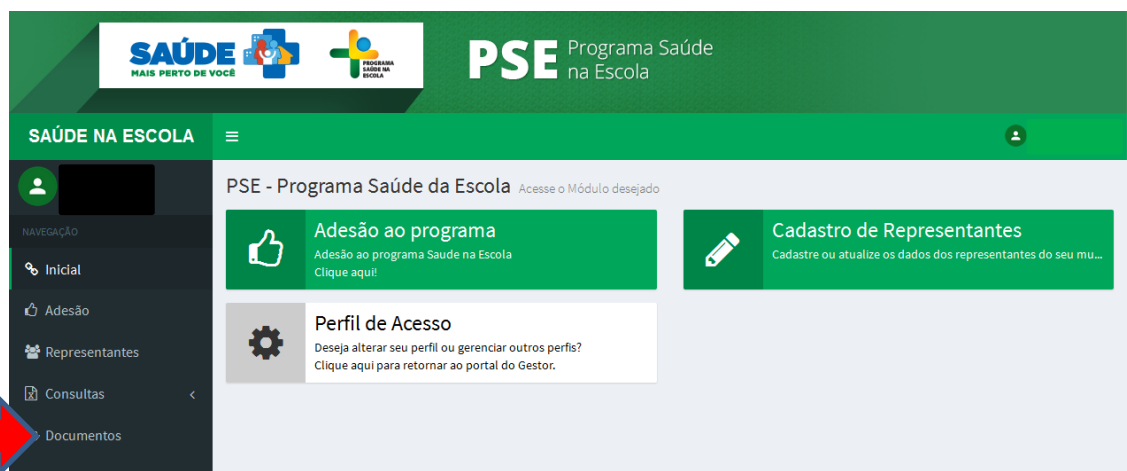 SAÚDE
MAIS PERTO DE VOCÊ
PROGRAMA
SAÚDE NA
ESCOLA
PSE Programa Saúde
na Escola
SAÚDE NA ESCOLA
PSE - Programa Saúde da Escola Acesse o Módulo desejado
NAVEGAÇÃO
Inicial
Adesão
Representantes
Consultas
Documentos
Adesão ao programa
Adesão ao programa Saude na Escola
Clique aqui!
Cadastro de Representantes
Cadastre ou atualize os dados dos representantes do seu mu...
Perfil de Acesso
Deseja alterar seu perfil ou gerenciar outros perfis?
Clique aqui para retornar ao portal do Gestor.